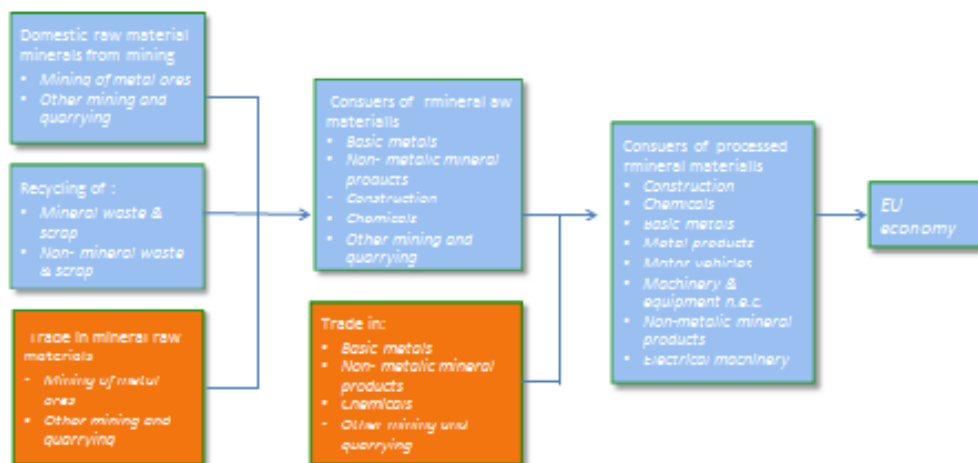 Domestic raw material
minerals from mining
• Mining of metal ores
• Other mining and
quarrying
Recycling of :
• Mineral waste &
scrap
• Non- mineral waste
& scrap
Trade in mineral raw
materials
- Mining of metal
ores
• Other mining and
quarrying
Consuers of rmineral aw
materialls
• Basic metals
• Non- metalic mineral
products
- Construction
• Chemicals
• Other mining and
quarrying
Trade in:
• Basic metals
• Non- metalic mineral
products
• Chemicals
- Other mining and
quarrying
Consuers of processed
rmineral materialls
• Construction
• Chemicals
• Basic metals
• Metal products
• Motor vehicles
• Machinery &
equipment n.e.c.
• Non-metalic mineral
products
• Electrical machinery
EU
economy